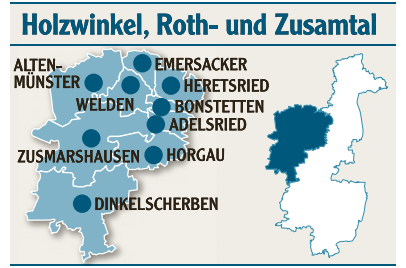 Holzwinkel, Roth- und Zusamtal
ALTEN-
MÜNSTER
EMERSACKER
HERETSRIED
WELDEN
BONSTETTEN
ADELSRIED
ZUSMARSHAUSEN
HORGAU
DINKELSCHERBEN